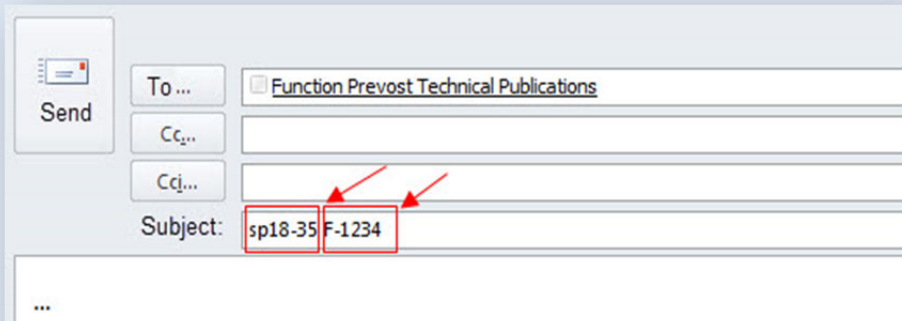 Send
To ...
Function Prevost Technical Publications
Cc...
Cci...
Subject: sp18-35 F-1234
...